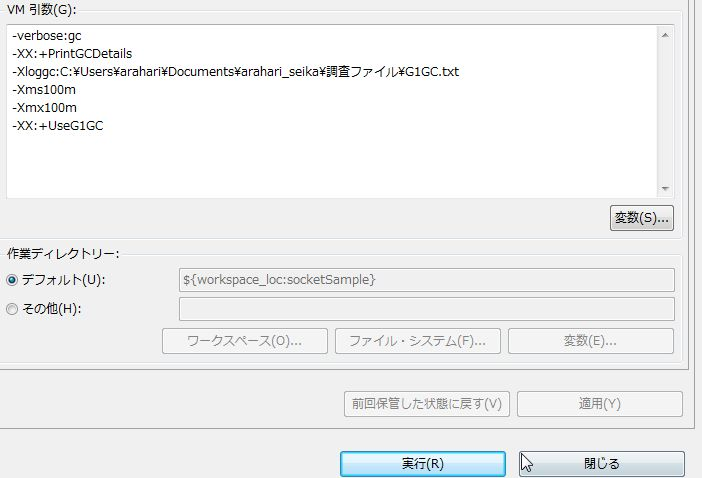 VM 引数(G):
-verbose:gc
-XX:+PrintGCDetails
-Xloggc:C:¥Users¥arahari¥Documents¥arahari_seika¥調査ファイル¥G1GC.txt
-Xms100m
-Xmx100m
-XX:+UseG1GC
変数(S)...
作業ディレクトリー:
デフォルト(U):
${workspace_loc:socketSample}
その他(H):
ワークスペース(O)... ファイル・システム(F)... 変数(E)...
前回保管した状態に戻す(V) 適用(Y)
実行(R) 閉じる